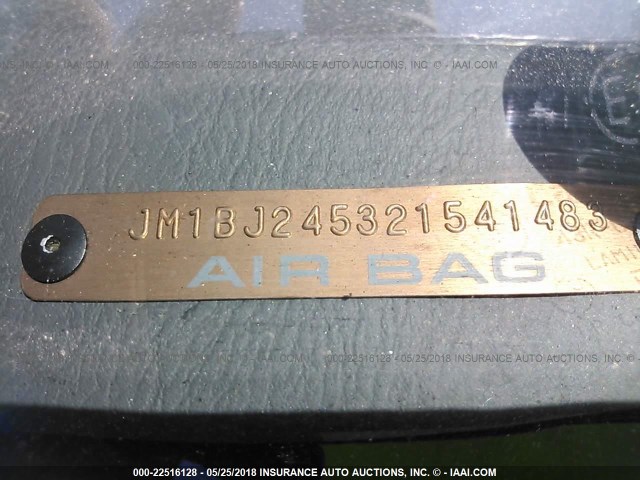 000-22516128 - 05/25/2018 INSURANCE AUTO AUCTIONS, INC. © - IAAI.COM
JM1BJ245321541483
AIR BAG
000-22516128 - 05/25/2018 INSURANCE AUTO AUCTIONS, INC. © - IAAI.COM
000-22516128 - 05/25/2018 INSURANCE AUTO AUCTIONS, INC. © - IAAI.COM